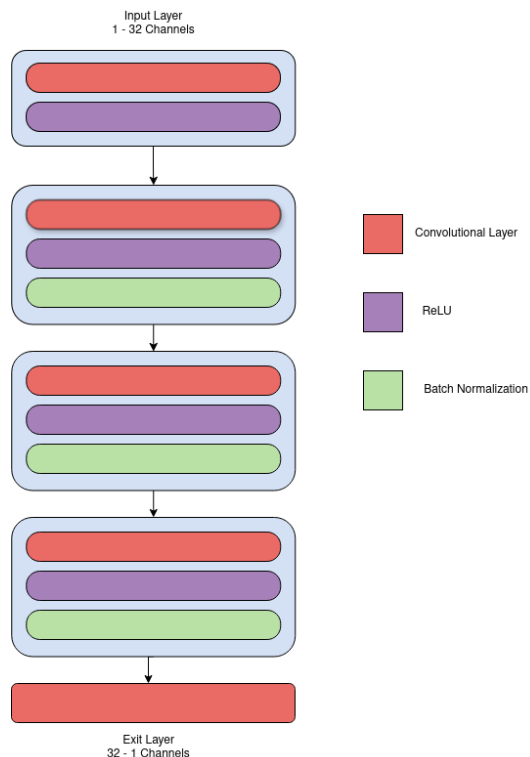 Input Layer
1 - 32 Channels
Convolutional Layer
ReLU
Batch Normalization
Exit Layer
32 - 1 Channels